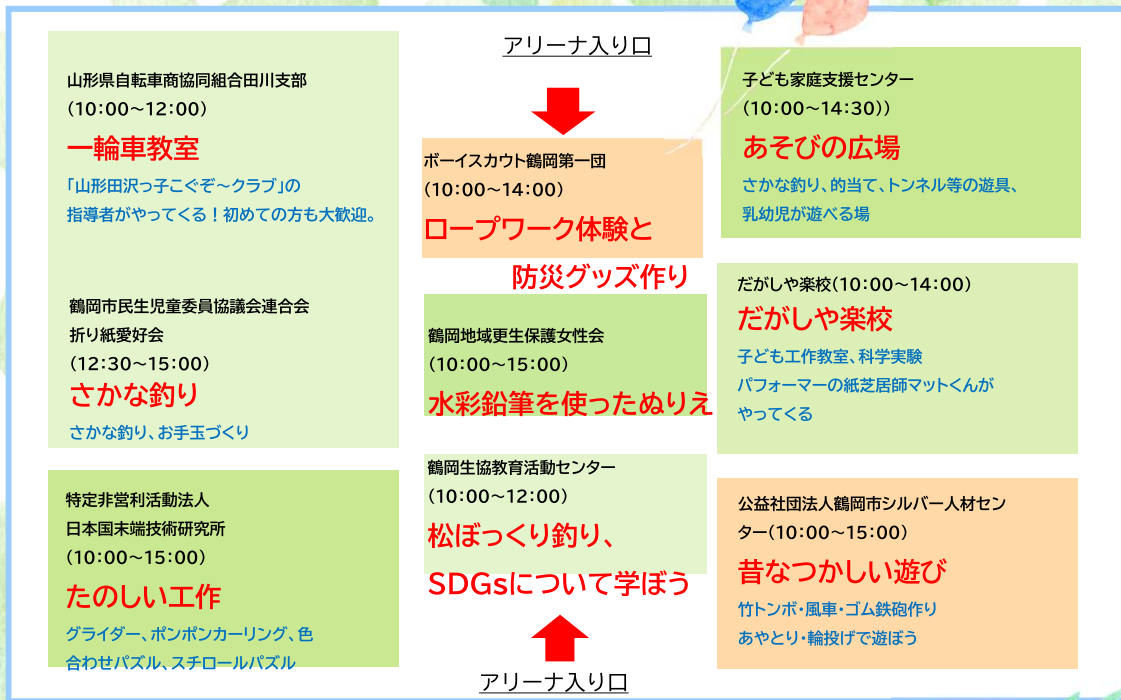 アリーナ入り口
山形県自転車商協同組合田川支部
(10:00～12:00)
一輪車教室
「山形田沢っ子こぐぞ～クラブ」の
指導者がやってくる！初めての方も大歓迎。
鶴岡市民生児童委員協議会連合会
折り紙愛好会
(12:30～15:00)
さかな釣り
さかな釣り、お手玉づくり
特定非営利活動法人
日本国末端技術研究所
(10:00～15:00)
たのしい工作
グライダー、ポンポンカーリング、色
合わせパズル、スチロールパズル
ボーイスカウト鶴岡第一団
(10:00～14:00)
ロープワーク体験と
防災グッズ作り
鶴岡地域更生保護女性会
(10:00～15:00)
水彩鉛筆を使ったぬりえ
鶴岡生協教育活動センター
(10:00～12:00)
松ぼっくり釣り、
SDGsについて学ぼう
アリーナ入り口
子ども家庭支援センター
(10:00～14:30))
あそびの広場
さかな釣り、的当て、トンネル等の遊具、
乳幼児が遊べる場
だがしや楽校(10:00～14:00)
だがしや楽校
子ども工作教室、科学実験
パフォーマーの紙芝居師マットくんが
やってくる
公益社団法人鶴岡市シルバー人材セン
ター(10:00～15:00)
昔なつかしい遊び
竹トンボ・風車・ゴム鉄砲作り
あやとり・輪投げで遊ぼう